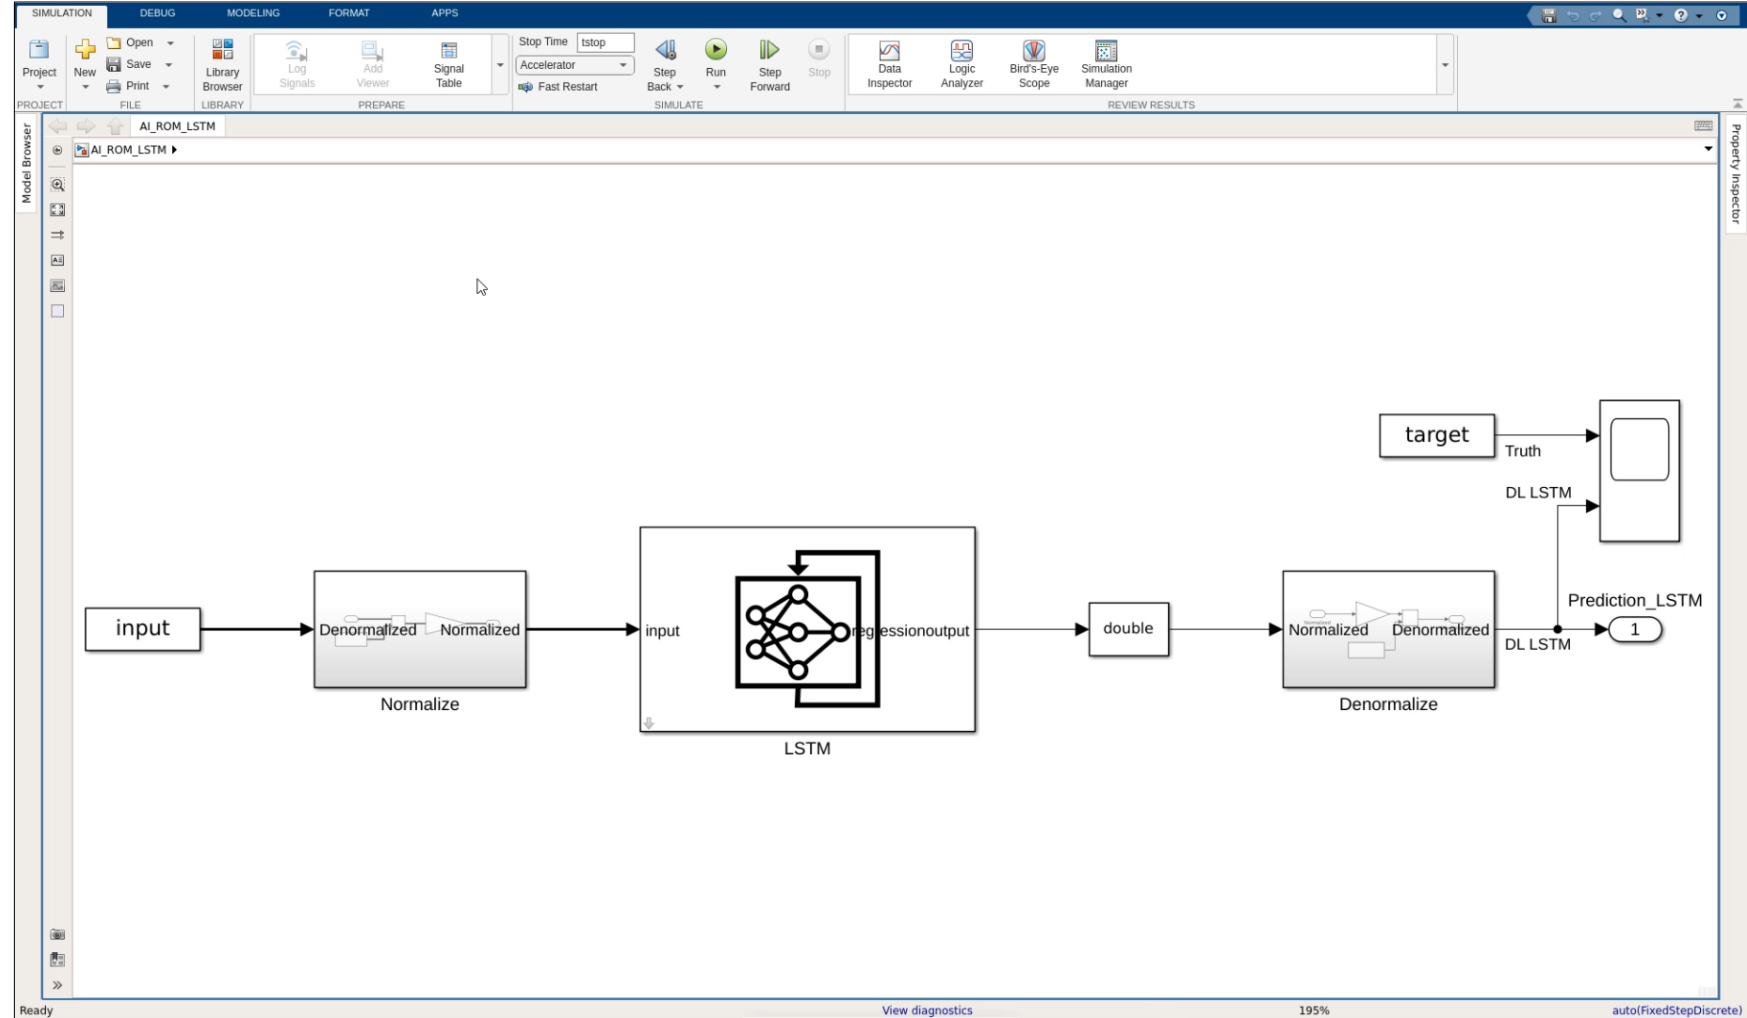 SIMULATION DEBUG MODELING FORMAT APPS
Project
New
Open
Save
Print
Library
Browser
Log
Signals
Add
Viewer
Signal
Table
Stop Time tstop
Accelerator
Fast Restart
Step
Back
Run
Step
Forward
Stop
Data
Inspector
Logic
Analyzer
Bird's-Eye
Scope
Simulation
Manager
PROJECT FILE LIBRARY PREPARE SIMULATE REVIEW RESULTS
Model Browser
AI_ROM_LSTM
AI_ROM_LSTM
Property Inspector
target
Truth
DL LSTM
input
Denormalized Normalized
Normalize
input
regressionoutput
LSTM
double
Normalized Denormalized
Denormalize
DL LSTM
Prediction_LSTM
1
Ready View diagnostics 195% auto(FixedStepDiscrete)